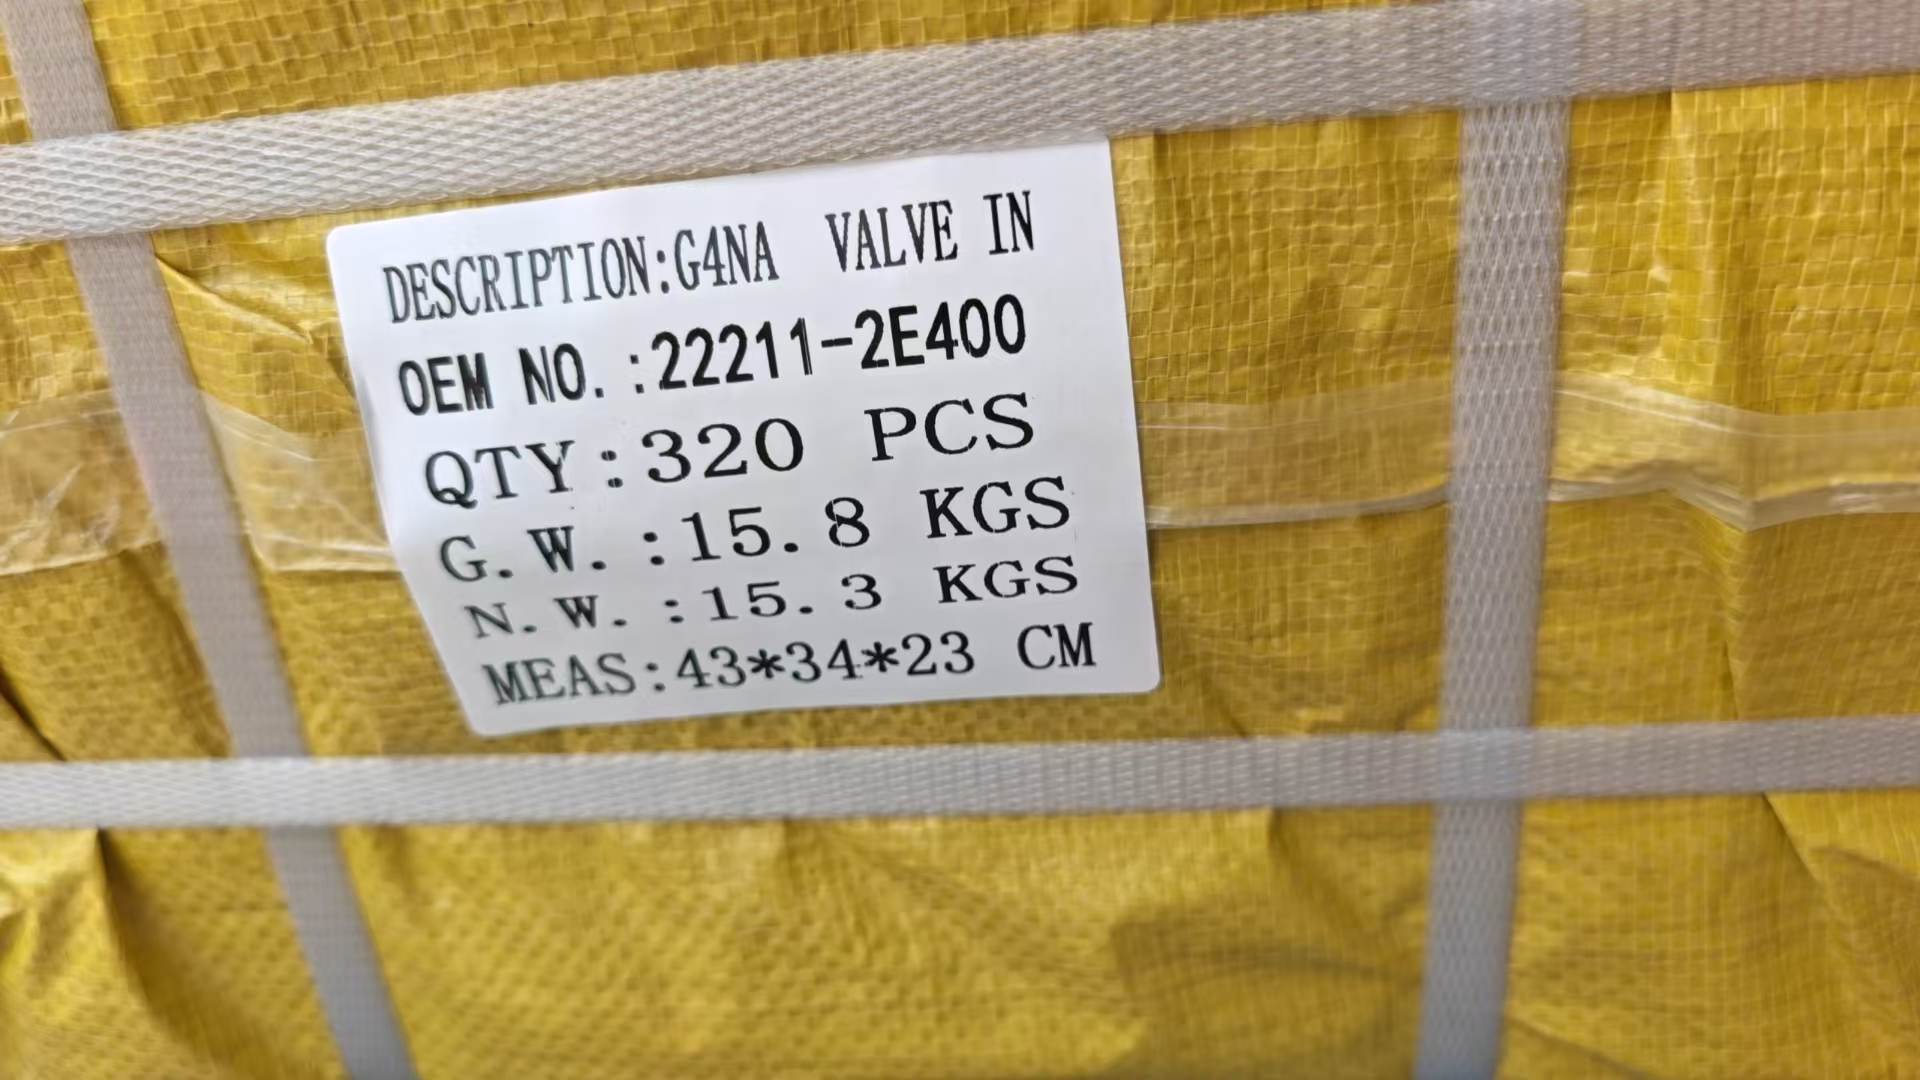 DESCRIPTION:G4NA VALVE IN
OEM NO.:22211-2E400
QTY:320 PCS
G.W.:15.8 KGS
N.W.:15.3 KGS
MEAS:43*34*23 CM